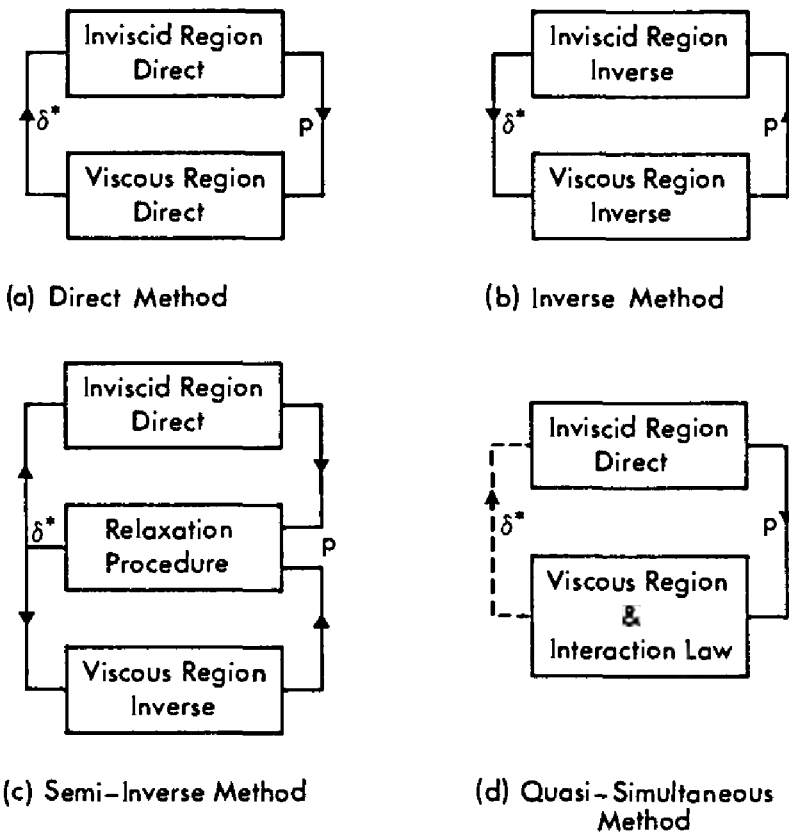 Inviscid Region
Direct
δ*
p
Viscous Region
Direct
(a) Direct Method
Inviscid Region
Inverse
δ*
p
Viscous Region
Inverse
(b) Inverse Method
Inviscid Region
Direct
δ*
Relaxation
Procedure
p
Viscous Region
Inverse
(c) Semi-Inverse Method
Inviscid Region
Direct
δ*
p
Viscous Region
&
Interaction Law
(d) Quasi-Simultaneous
Method